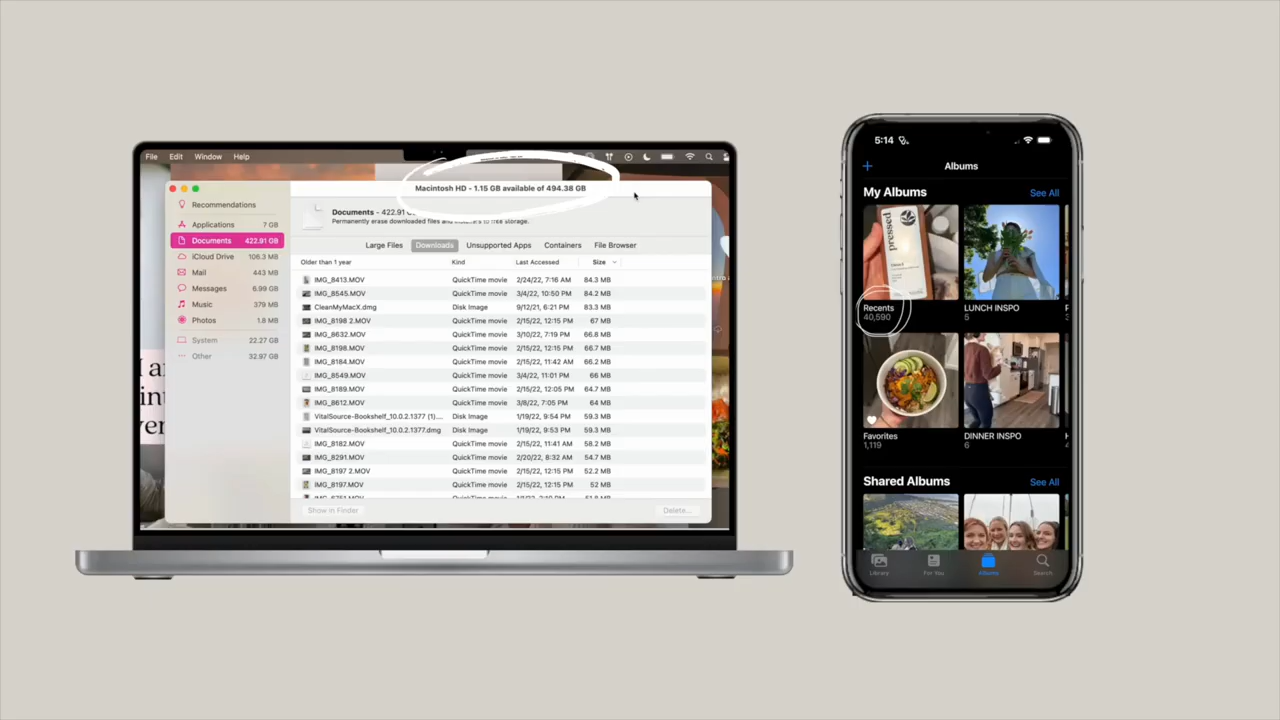 File Edit Window Help
Macintosh HD - 1.15 GB available of 494.38 GB
Recommendations
Applications 7 GB
Documents 422.91 GB
iCloud Drive 106.3 MB
Mail 443 MB
Messages 6.99 GB
Music 379 MB
Photos 1.8 MB
System 22.27 GB
Other 32.97 GB
Documents - 422.91
Permanently erase downloaded files and to free storage.
Large Files Downloads Unsupported Apps Containers File Browser
Older than 1 year Kind Last Accessed Size
IMG_8413.MOV QuickTime movie 2/24/22, 7:16 AM 84.3 MB
IMG_8545.MOV QuickTime movie 3/4/22, 10:50 PM 84.2 MB
CleanMyMacX.dmg Disk Image 9/12/21, 6:21 PM 83.3 MB
IMG_8198 2.MOV QuickTime movie 2/15/22, 12:15 PM 67 MB
IMG_8632.MOV QuickTime movie 3/10/22, 7:19 PM 66.8 MB
IMG_8198.MOV QuickTime movie 2/15/22, 12:15 PM 66.7 MB
IMG_8184.MOV QuickTime movie 2/15/22, 11:42 AM 66.2 MB
IMG_8549.MOV QuickTime movie 3/4/22, 11:01 PM 66 MB
IMG_8189.MOV QuickTime movie 2/15/22, 12:05 PM 64.7 MB
IMG_8612.MOV QuickTime movie 3/8/22, 7:05 PM 64 MB
VitalSource-Bookshelf_10.0.2.1377 (1).... Disk Image 1/19/22, 9:54 PM 59.3 MB
VitalSource-Bookshelf_10.0.2.1377.dmg Disk Image 1/19/22, 9:53 PM 59.3 MB
IMG_8182.MOV QuickTime movie 2/15/22, 11:41 AM 58.2 MB
IMG_8291.MOV QuickTime movie 2/20/22, 8:32 AM 54.7 MB
IMG_8197 2.MOV QuickTime movie 2/15/22, 12:15 PM 52.2 MB
IMG_8197.MOV QuickTime movie 2/15/22, 12:15 PM 52 MB
Show in Finder Delete...
5:14
Albums
My Albums See All
pressed
Recents
40,590
LUNCH INSPO
5
Favorites
1,119
DINNER INSPO
6
Shared Albums See All
Library For You Albums Search